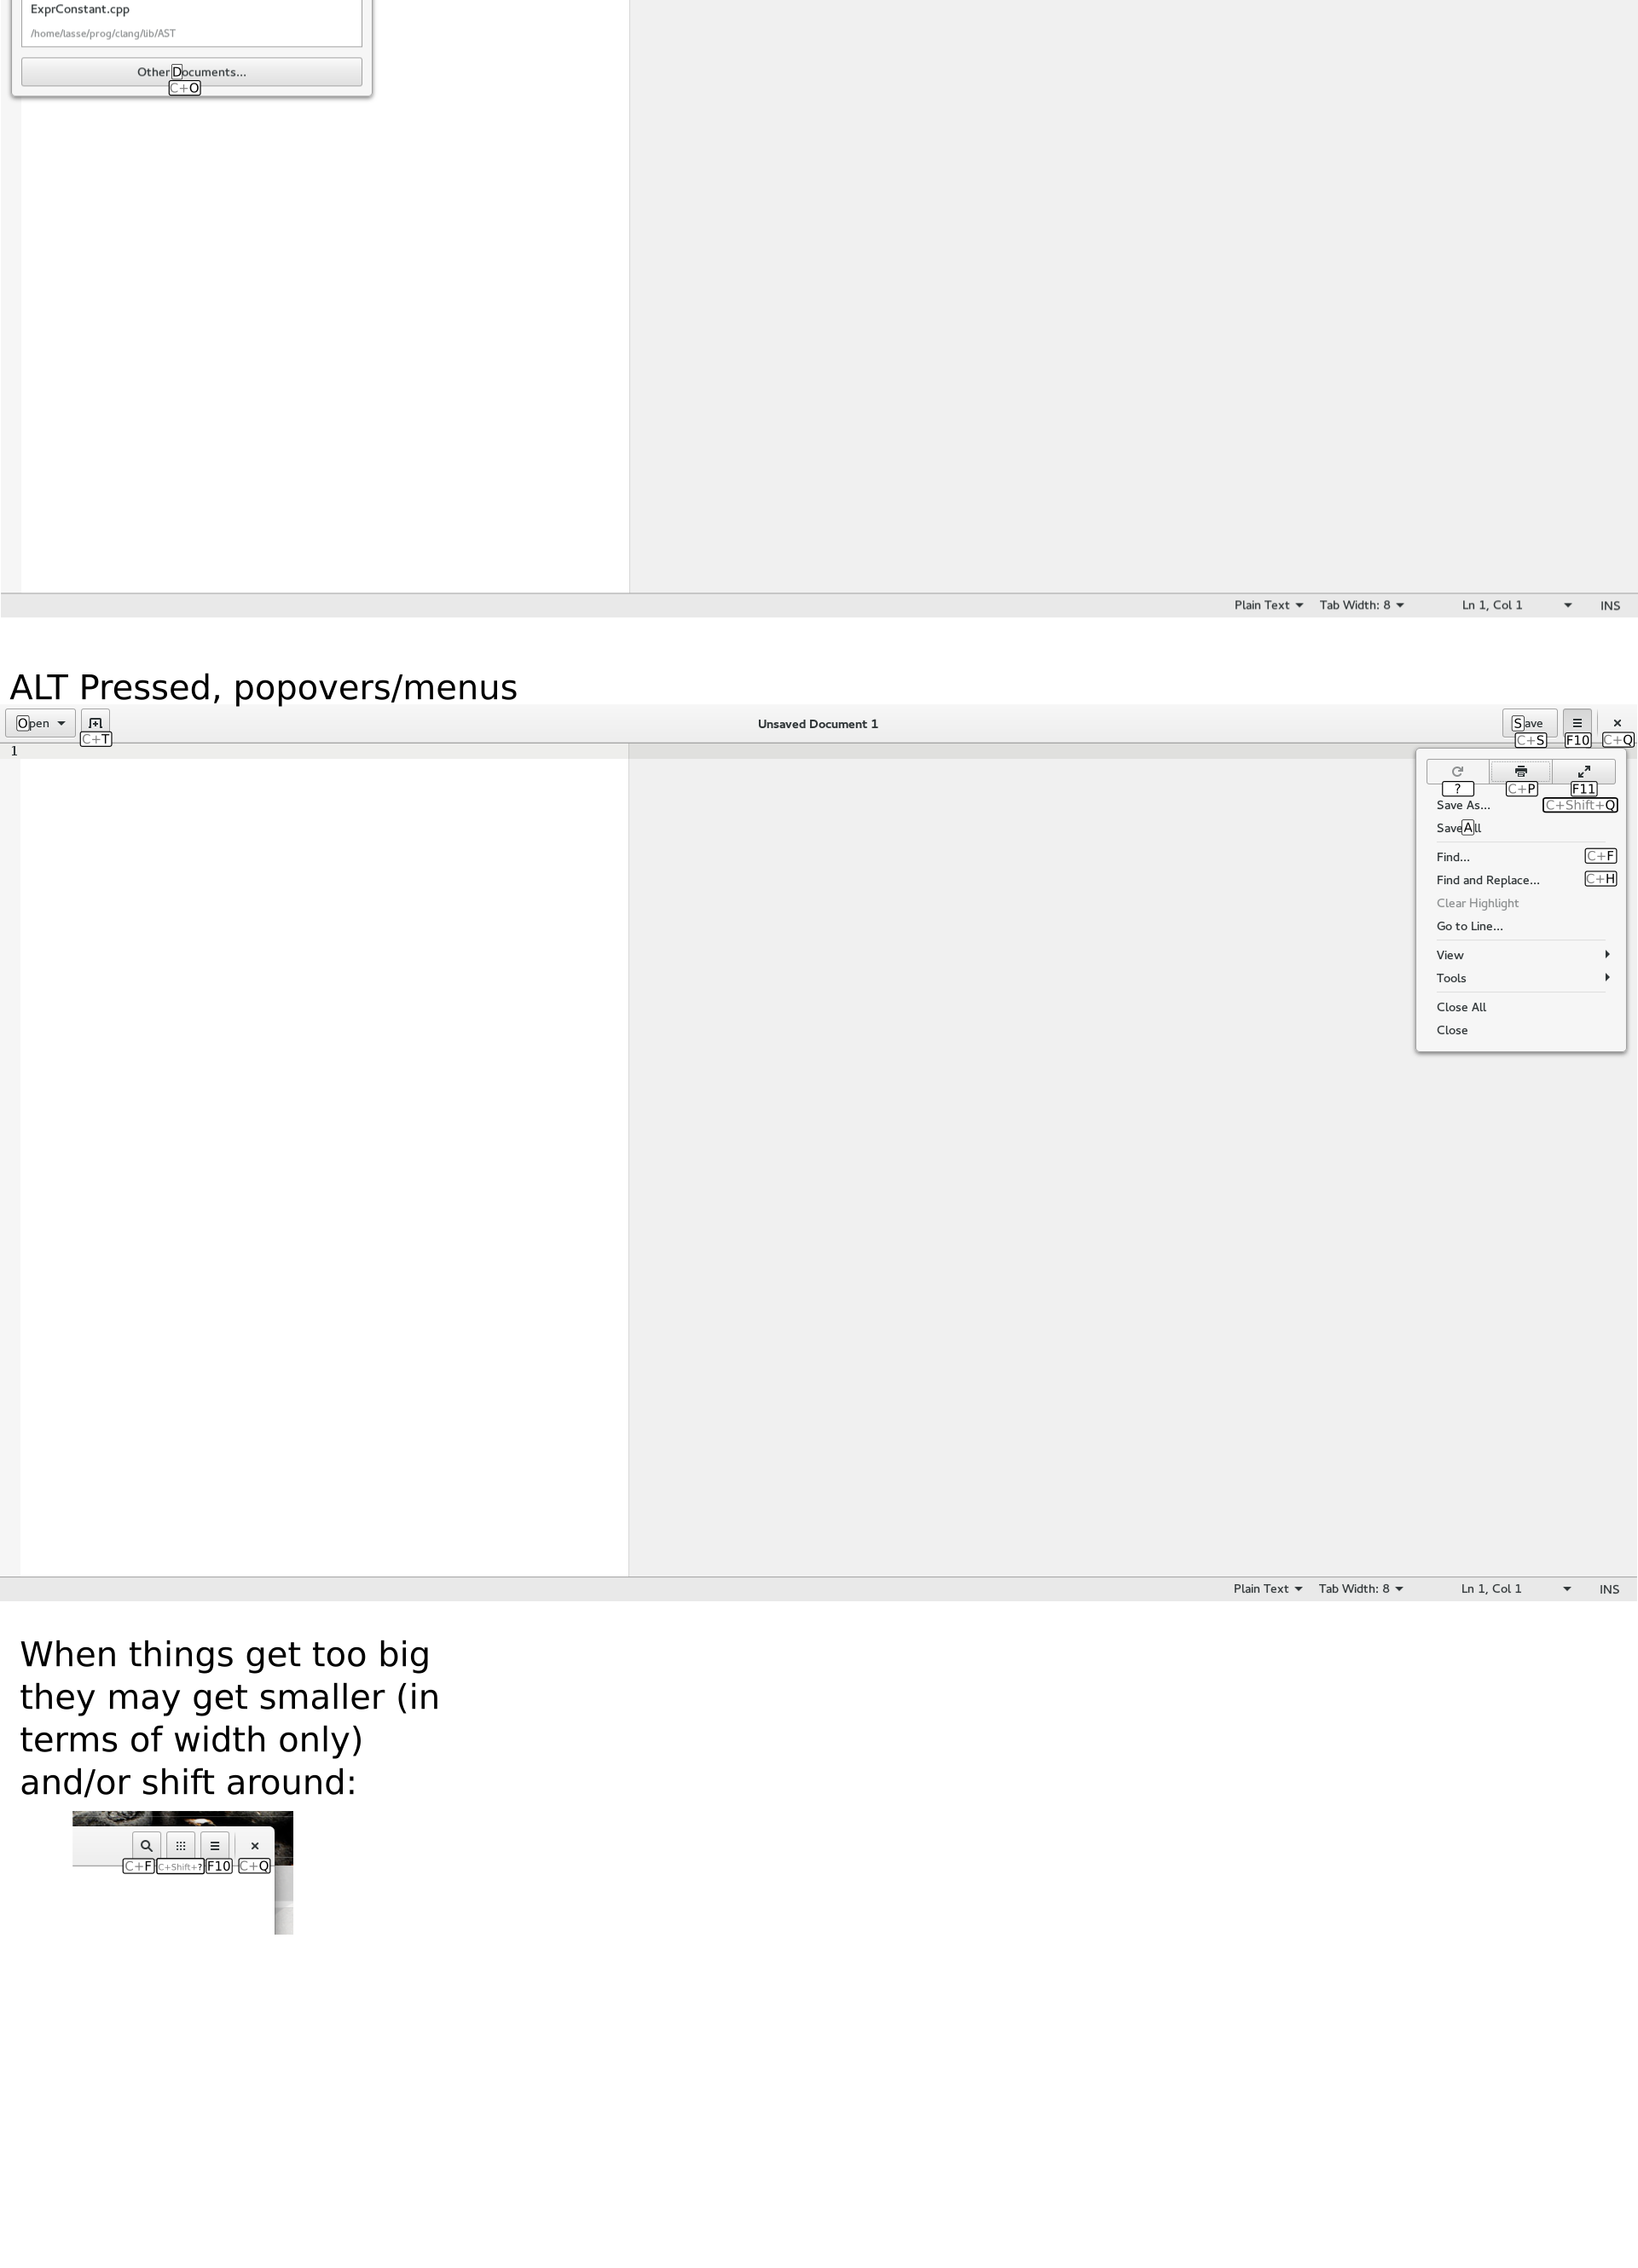 ExprConstant.cpp
/home/lasse/prog/clang/lib/AST
Other Documents...
C+O
Plain Text Tab Width: 8 Ln 1, Col 1 INS
ALT Pressed, popovers/menus
Open Unsaved Document 1 Save
C+T C+S F10 C+Q
1
? C+P F11
Save As... C+Shift+Q
Save All
Find... C+F
Find and Replace... C+H
Clear Highlight
Go to Line...
View
Tools
Close All
Close
Plain Text Tab Width: 8 Ln 1, Col 1 INS
When things get too big
they may get smaller (in
terms of width only)
and/or shift around:
C+F C+Shift+? F10 C+Q